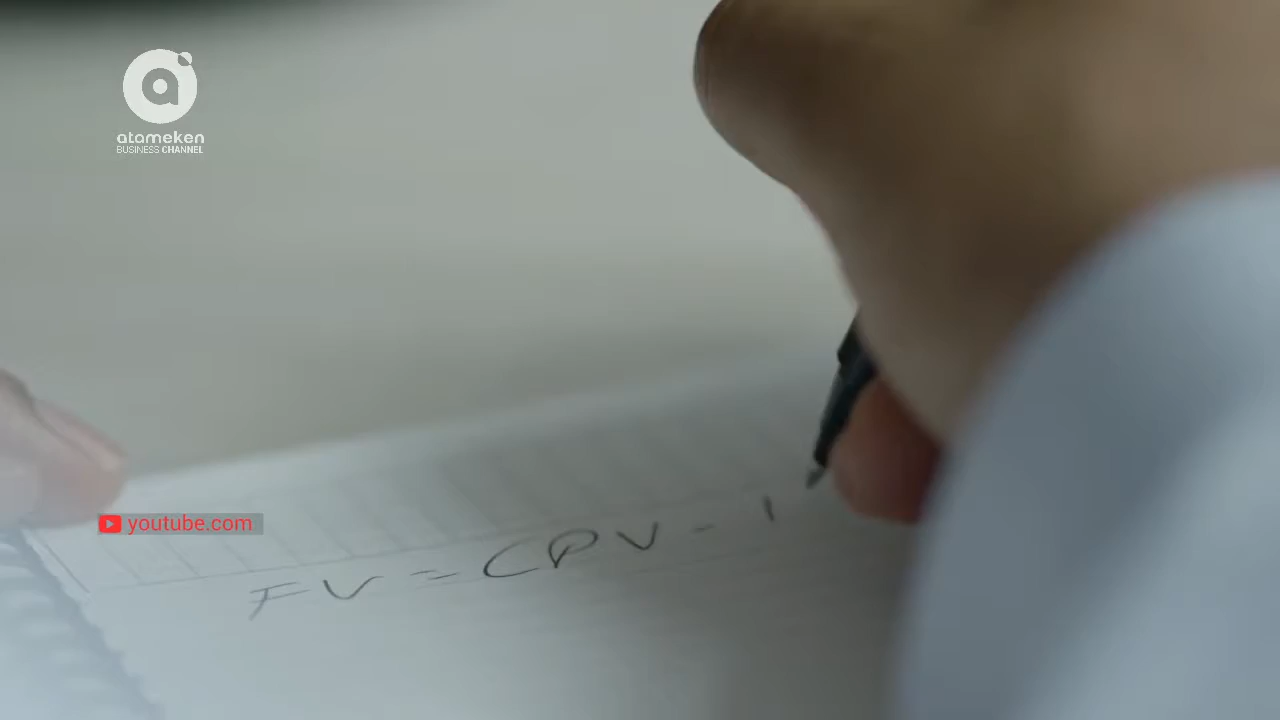 atameken
BUSINESS CHANNEL
youtube.com
FV = CPV - 1